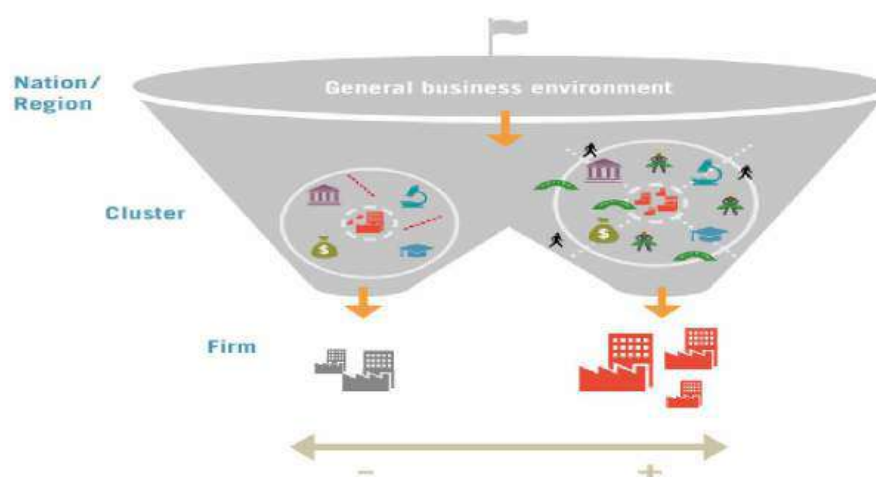 Nation/
Region
General business environment
Cluster
$
$
Firm
-
+